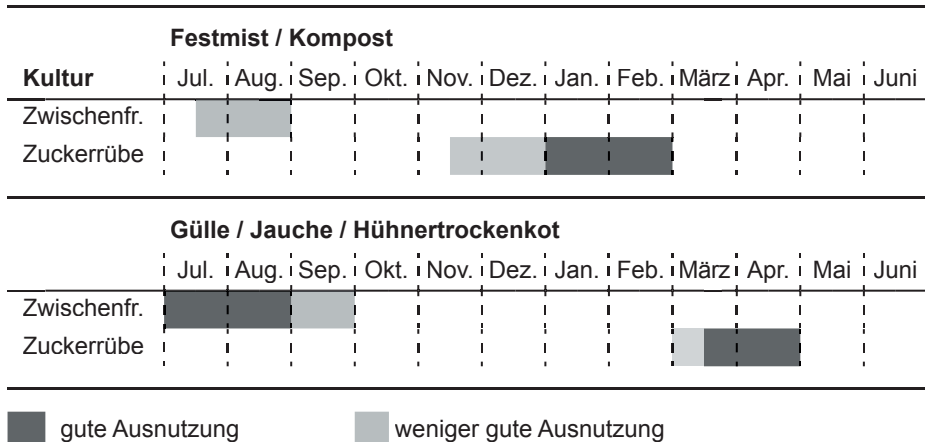 Festmist / Kompost
Kultur Jul. Aug. Sep. Okt. Nov. Dez. Jan. Feb. März Apr. Mai Juni
Zwischenfr.
Zuckerrübe
Gülle / Jauche / Hühnertrockenkot
Jul. Aug. Sep. Okt. Nov. Dez. Jan. Feb. März Apr. Mai Juni
Zwischenfr.
Zuckerrübe
gute Ausnutzung weniger gute Ausnutzung